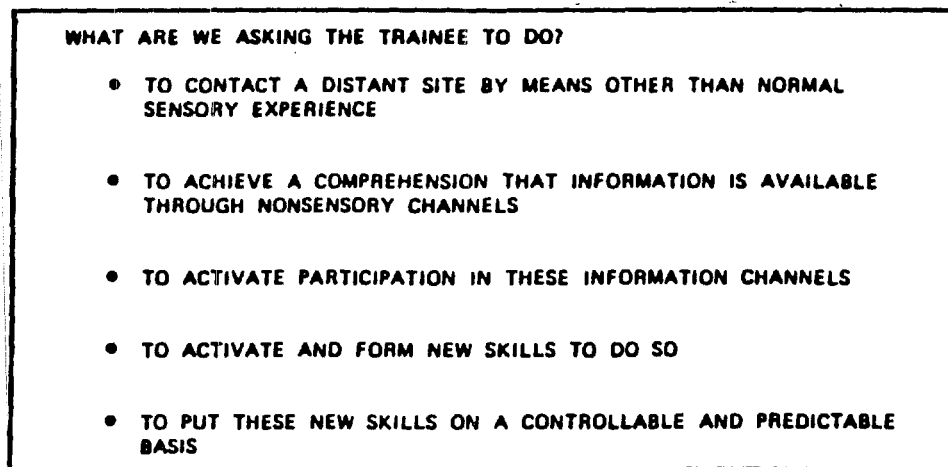 WHAT ARE WE ASKING THE TRAINEE TO DO?
• TO CONTACT A DISTANT SITE BY MEANS OTHER THAN NORMAL
SENSORY EXPERIENCE
• TO ACHIEVE A COMPREHENSION THAT INFORMATION IS AVAILABLE
THROUGH NONSENSORY CHANNELS
• TO ACTIVATE PARTICIPATION IN THESE INFORMATION CHANNELS
• TO ACTIVATE AND FORM NEW SKILLS TO DO SO
• TO PUT THESE NEW SKILLS ON A CONTROLLABLE AND PREDICTABLE
BASIS